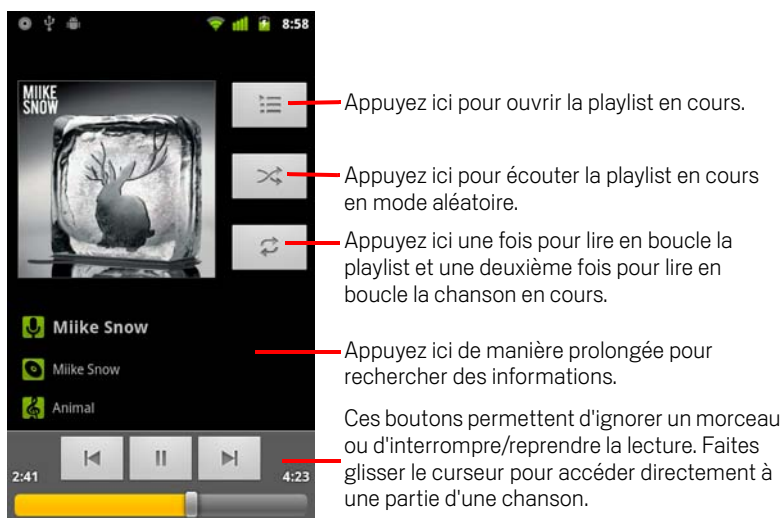 8:58
MIIKE
SNOW
Appuyez ici pour ouvrir la playlist en cours.
Appuyez ici pour écouter la playlist en cours
en mode aléatoire.
Appuyez ici une fois pour lire en boucle la
playlist et une deuxième fois pour lire en
boucle la chanson en cours.
Miike Snow
Miike Snow
Animal
Appuyez ici de manière prolongée pour
rechercher des informations.
Ces boutons permettent d'ignorer un morceau
ou d'interrompre/reprendre la lecture. Faites
glisser le curseur pour accéder directement à
une partie d'une chanson.
2:41
4:23